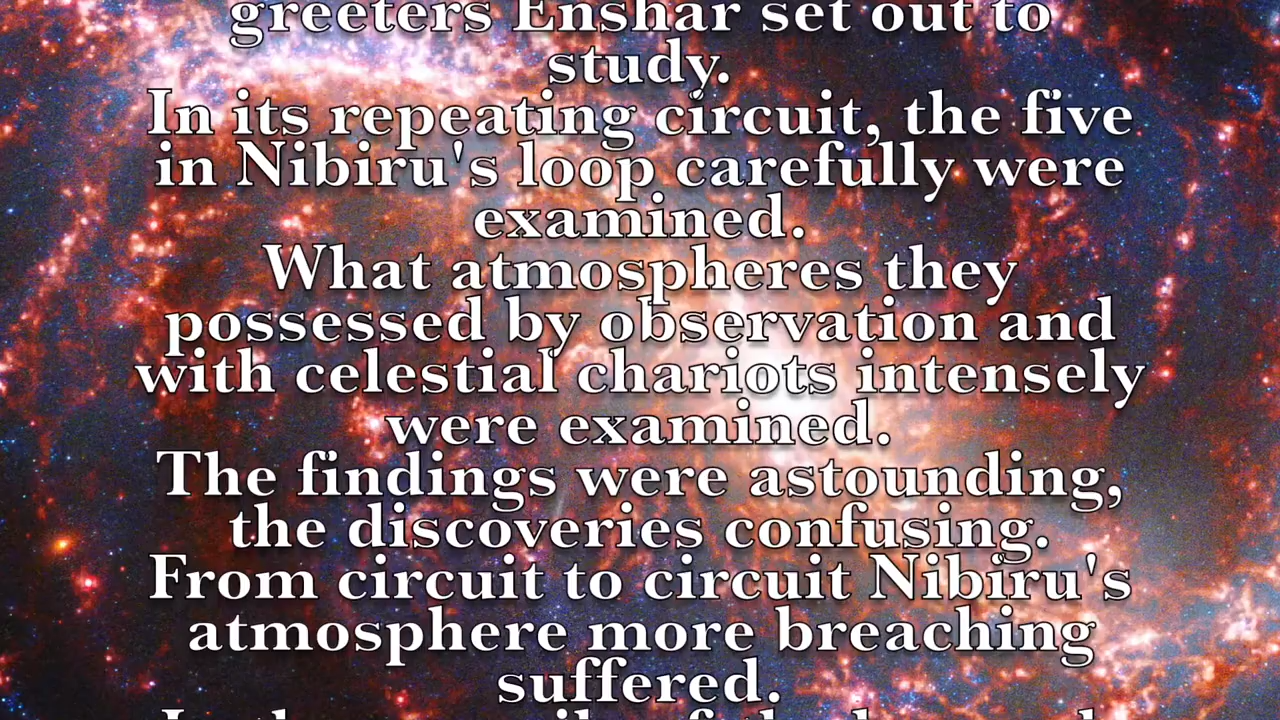 greeters Enshar set out to
study.
In its repeating circuit, the five
in Nibiru's loop carefully were
examined.
What atmospheres they
possessed by observation and
with celestial chariots intensely
were examined.
The findings were astounding,
the discoveries confusing.
From circuit to circuit Nibiru's
atmosphere more breaching
suffered.